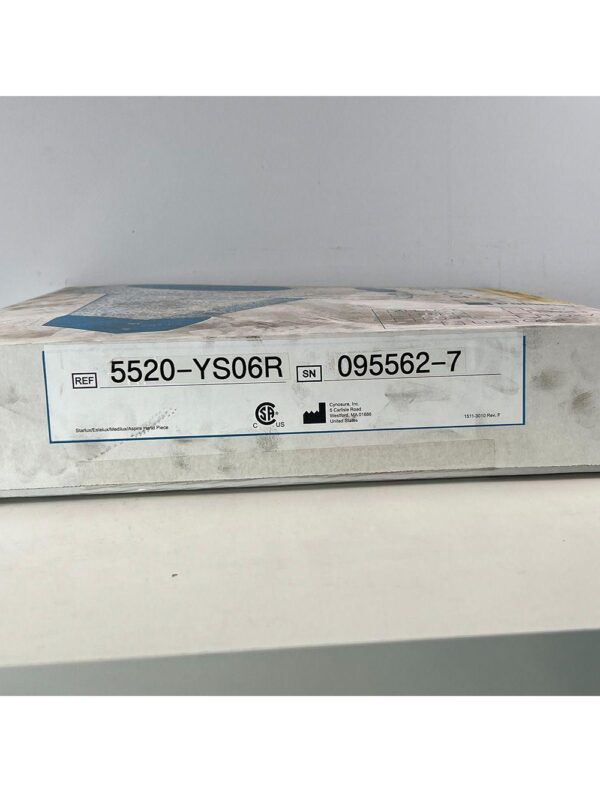 REF 5520-YS06R SN 095562-7
CSA ®
C US
Cynosure, Inc.
5 Carlisle Road
Westford, MA 01886
United States
Starlux/Estelux/Medilux/Aspire Hand Piece
1511-3010 Rev. F